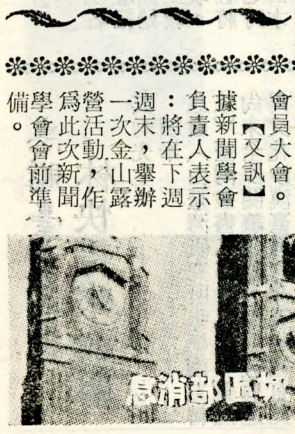 會員大會。
【又訊】
據新聞學會
負責人表示
：將在下週
週末，舉辦
一次金山露
營活動，作
爲此次新聞
學會會前準
備。
城區部消息